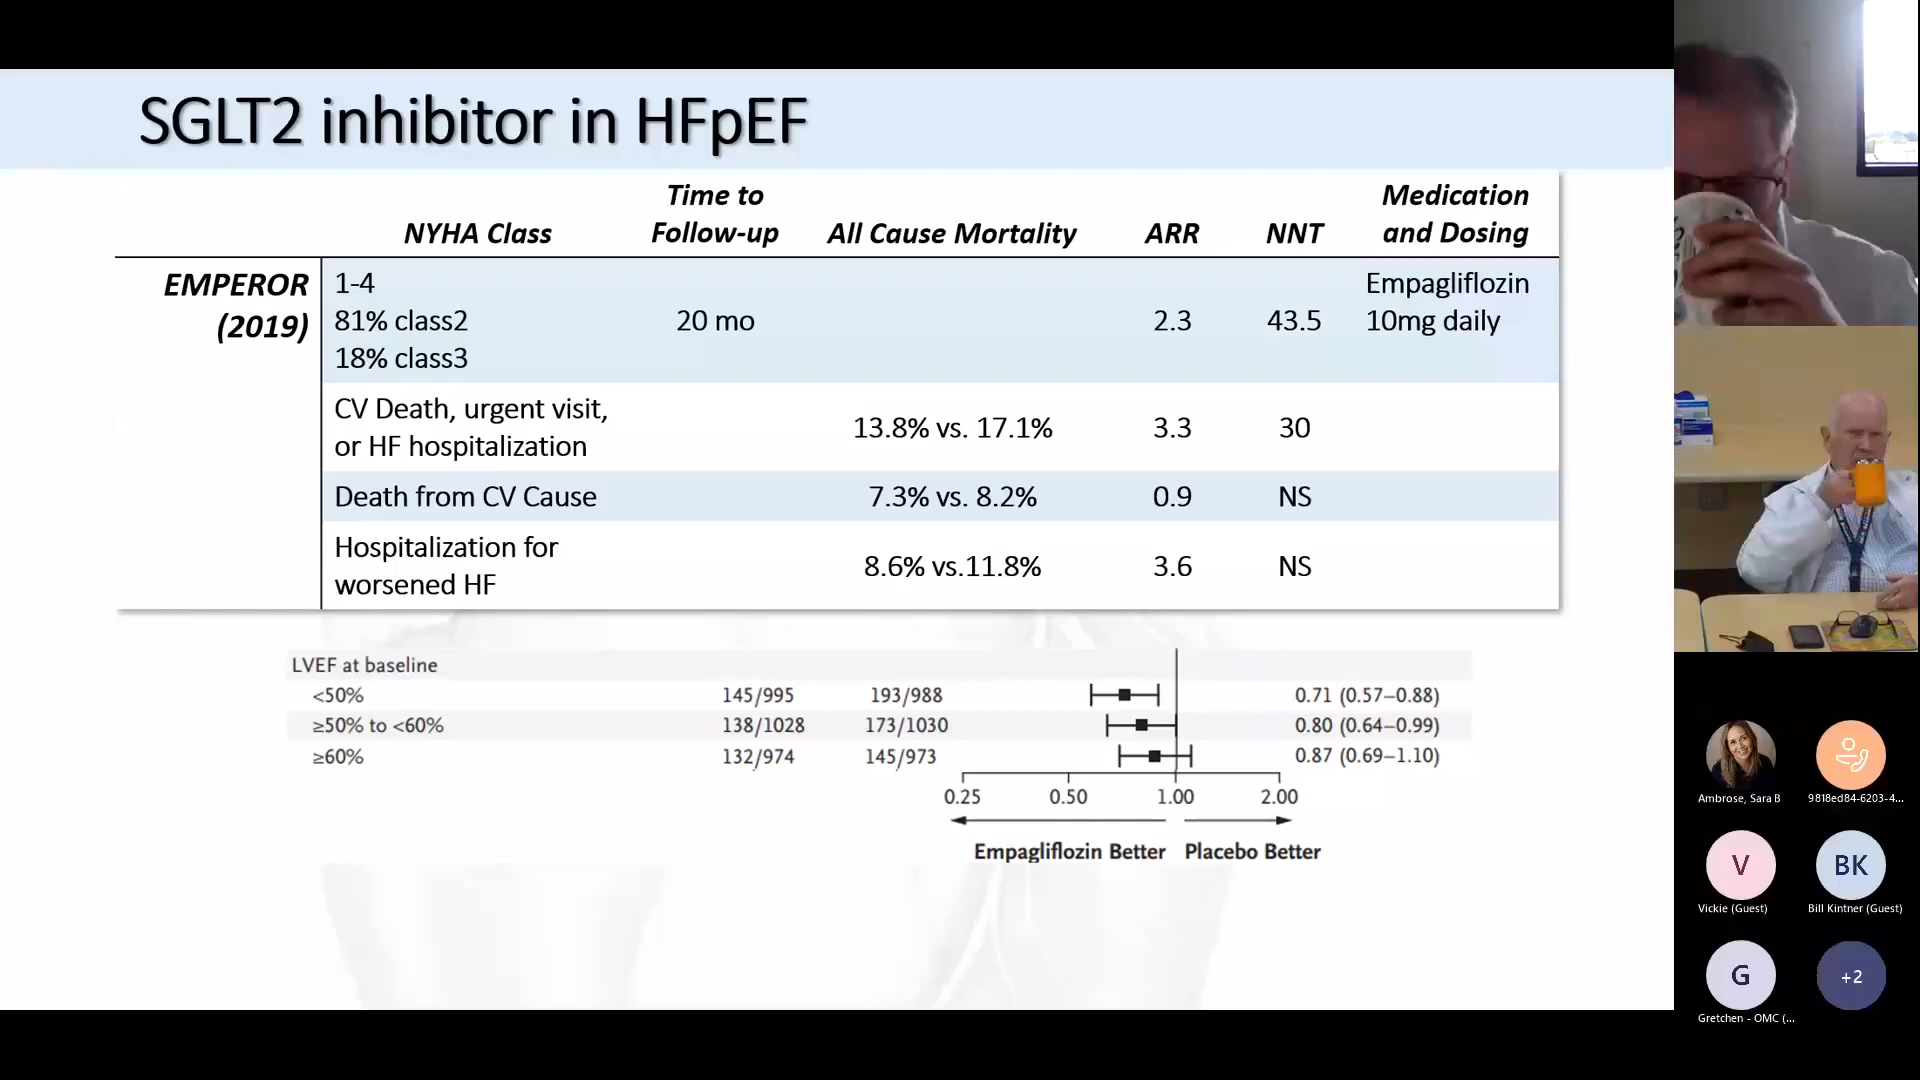 SGLT2 inhibitor in HFpEF
NYHA Class
Time to
Follow-up
All Cause Mortality
ARR
NNT
Medication
and Dosing
EMPEROR
(2019)
1-4
81% class2
18% class3
20 mo
2.3
43.5
Empagliflozin
10mg daily
CV Death, urgent visit,
or HF hospitalization
13.8% vs. 17.1%
3.3
30
Death from CV Cause
7.3% vs. 8.2%
0.9
NS
Hospitalization for
worsened HF
8.6% vs.11.8%
3.6
NS
LVEF at baseline
<50% 145/995 193/988 0.71 (0.57–0.88)
≥50% to <60% 138/1028 173/1030 0.80 (0.64–0.99)
≥60% 132/974 145/973 0.87 (0.69–1.10)
0.25 0.50 1.00 2.00
Empagliflozin Better Placebo Better
Ambrose, Sara B
9818ed84-6203-4...
V
Vickie (Guest)
BK
Bill Kintner (Guest)
G
Gretchen - OMC (...
+2